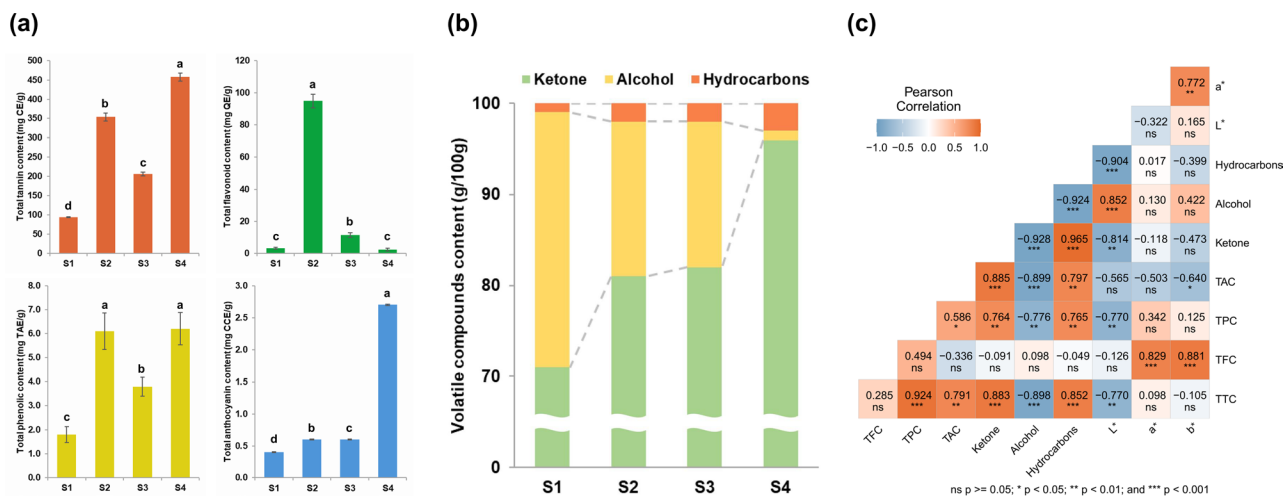 (a)
Total tannin content (mg CE/g)
500
450
400
350
300
250
200
150
100
50
0
d
b
c
a
S1 S2 S3 S4
Total flavonoid content (mg QE/g)
120
100
80
60
40
20
0
c
a
b
c
S1 S2 S3 S4
Total phenolic content (mg TAE/g)
8.0
7.0
6.0
5.0
4.0
3.0
2.0
1.0
0.0
c
a
b
a
S1 S2 S3 S4
Total anthocyanin content (mg CCE/g)
3.0
2.5
2.0
1.5
1.0
0.5
0.0
d
b
c
a
S1 S2 S3 S4
(b)
Ketone Alcohol Hydrocarbons
Volatile compounds content (g/100g)
100
90
80
70
0
S1 S2 S3 S4
(c)
Pearson
Correlation
−1.0 −0.5 0.0 0.5 1.0
0.772 a*
**
−0.322 0.165 L*
ns ns
−0.904 0.017 −0.399 Hydrocarbons
*** ns ns
−0.924 0.852 0.130 0.422 Alcohol
*** *** ns ns
−0.928 0.965 −0.814 −0.118 −0.473 Ketone
*** *** ** ns ns
0.885 −0.899 0.797 −0.565 −0.503 −0.640 TAC
*** *** ** ns ns *
0.586 0.764 −0.776 0.765 −0.770 0.342 0.125 TPC
* ** ** ** ** ns ns
0.494 −0.336 −0.091 0.098 −0.049 −0.126 0.829 0.881 TFC
ns ns ns ns ns ns *** ***
0.285 0.924 0.791 0.883 −0.898 0.852 −0.770 0.098 −0.105 TTC
ns *** ** *** *** *** ** ns ns
TFC TPC TAC Ketone Alcohol Hydrocarbons L* a* b*
ns p >= 0.05; * p < 0.05; ** p < 0.01; and *** p < 0.001